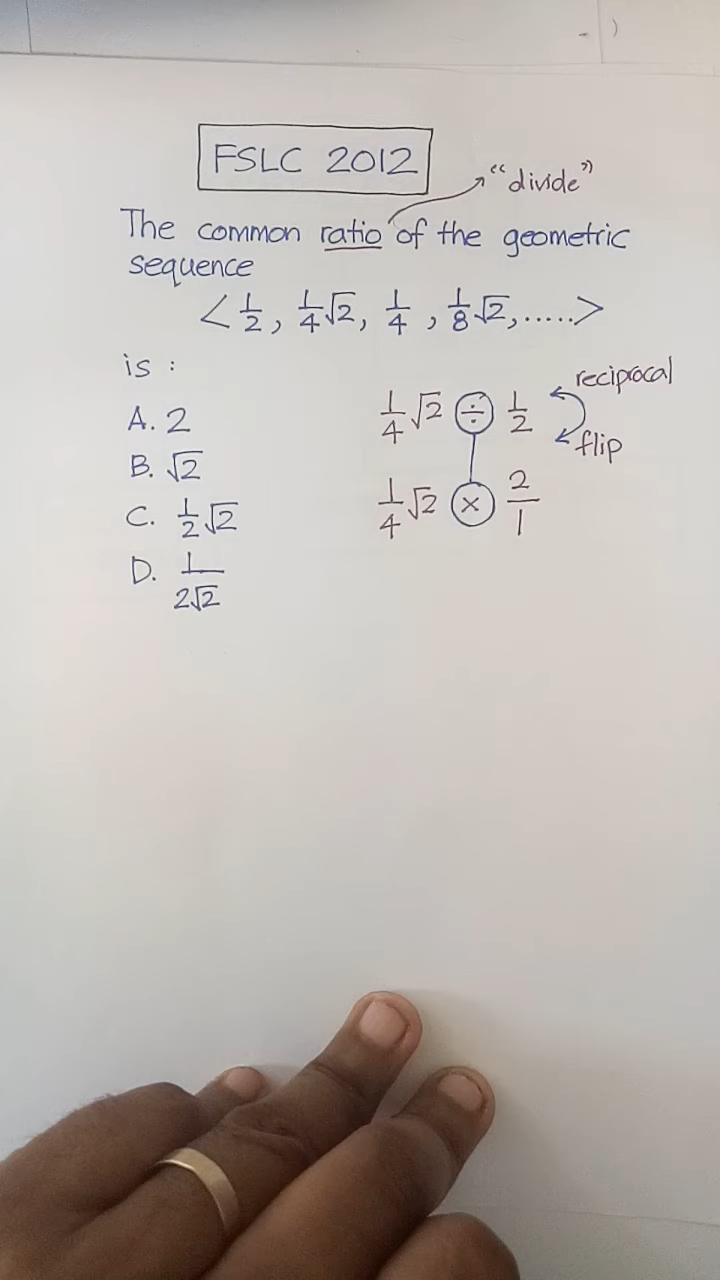 FSLC 2012
"divide"
The common ratio of the geometric
sequence
< 1/2, 1/4√2, 1/4, 1/8√2, .....>
is :
reciprocal
A. 2
1/4√2 ÷ 1/2
flip
B. √2
C. 1/2√2
1/4√2 × 2/1
D. 1/2√2